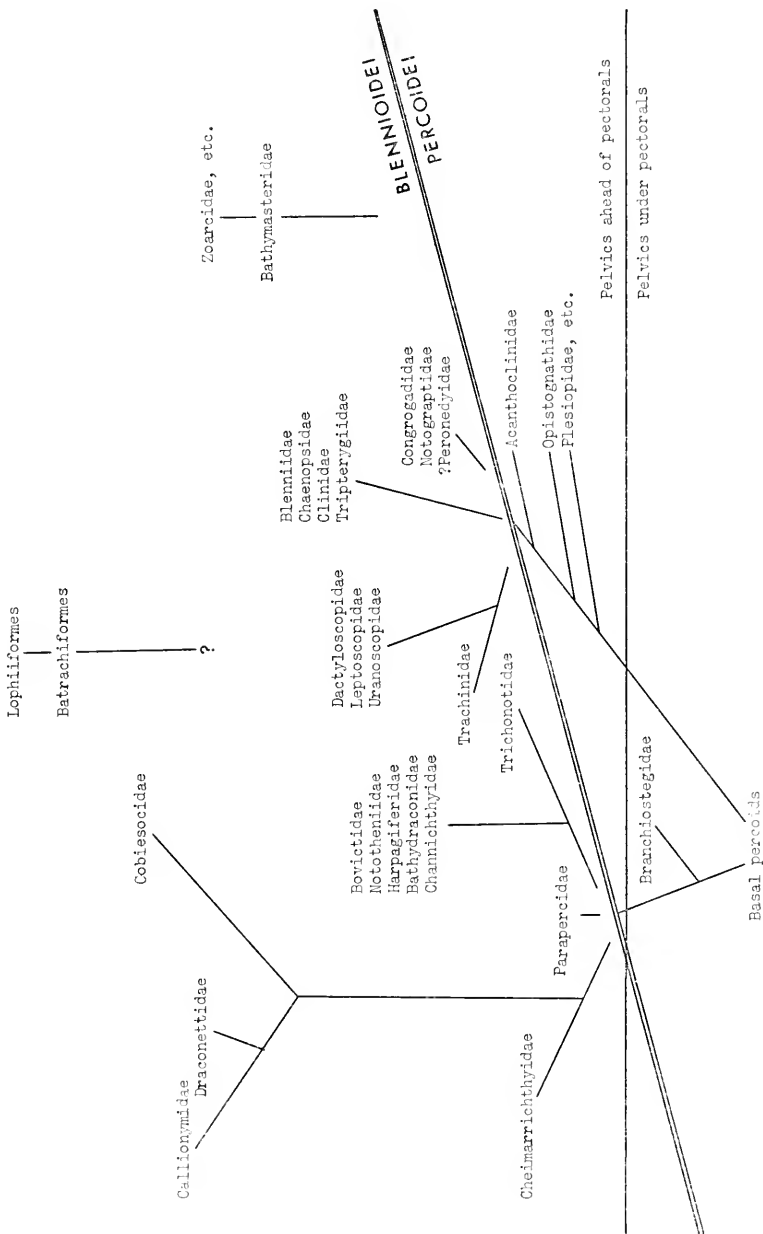 Lophiiformes
Batrachiformes
?
Zoarcidae, etc.
Bathymasteridae
Cobiesocidae
Callionymidae
Draconettidae
Blenniidae
Chaenopsidae
Clinidae
Tripterygiidae
BLENNIOIDEI
PERCOIDEI
Dactyloscopidae
Leptoscopidae
Uranoscopidae
Congrogadidae
Notograptidae
?Peronedyidae
Bovictidae
Nototheniidae
Harpagiferidae
Bathydraconidae
Channichthyidae
Trachinidae
Trichonotidae
Acanthoclinidae
Cheimarrichthyidae
Parapercidae
Opistognathidae
Plesiopidae, etc.
Pelvics ahead of pectorals
Pelvics under pectorals
Branchiostegidae
Basal percoids